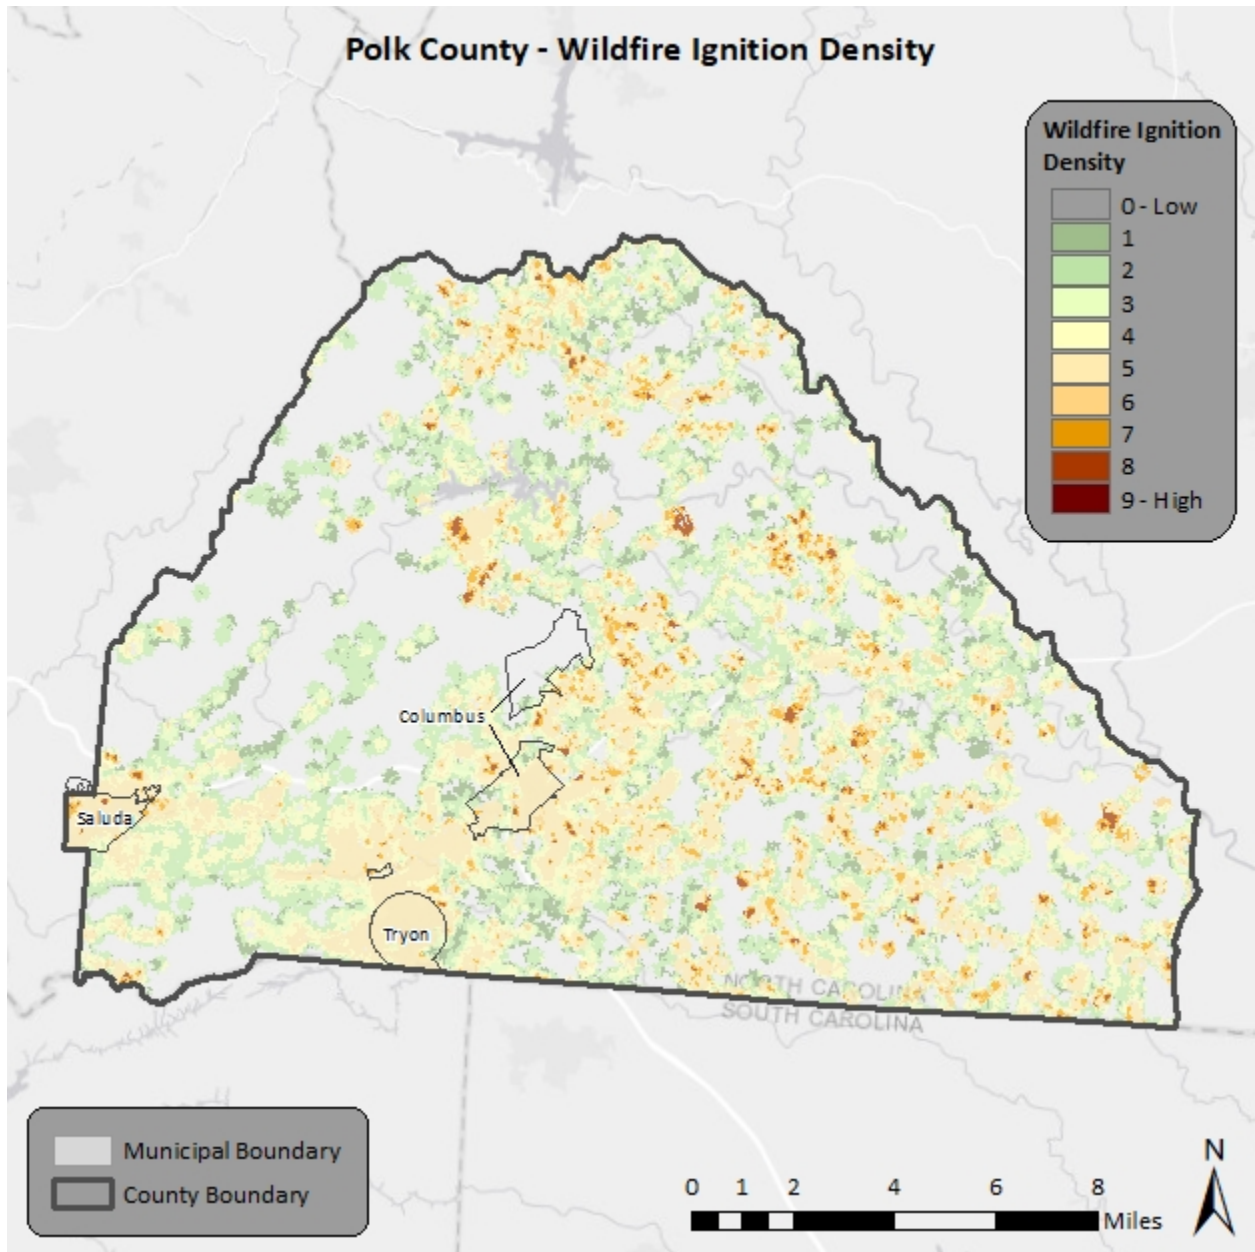 Polk County - Wildfire Ignition Density
Wildfire Ignition
Density
0 - Low
1
2
3
4
5
6
7
8
9 - High
Columbus
Saluda
Tryon
NORTH CAROLINA
SOUTH CAROLINA
Municipal Boundary
County Boundary
N
0 1 2 4 6 8
Miles